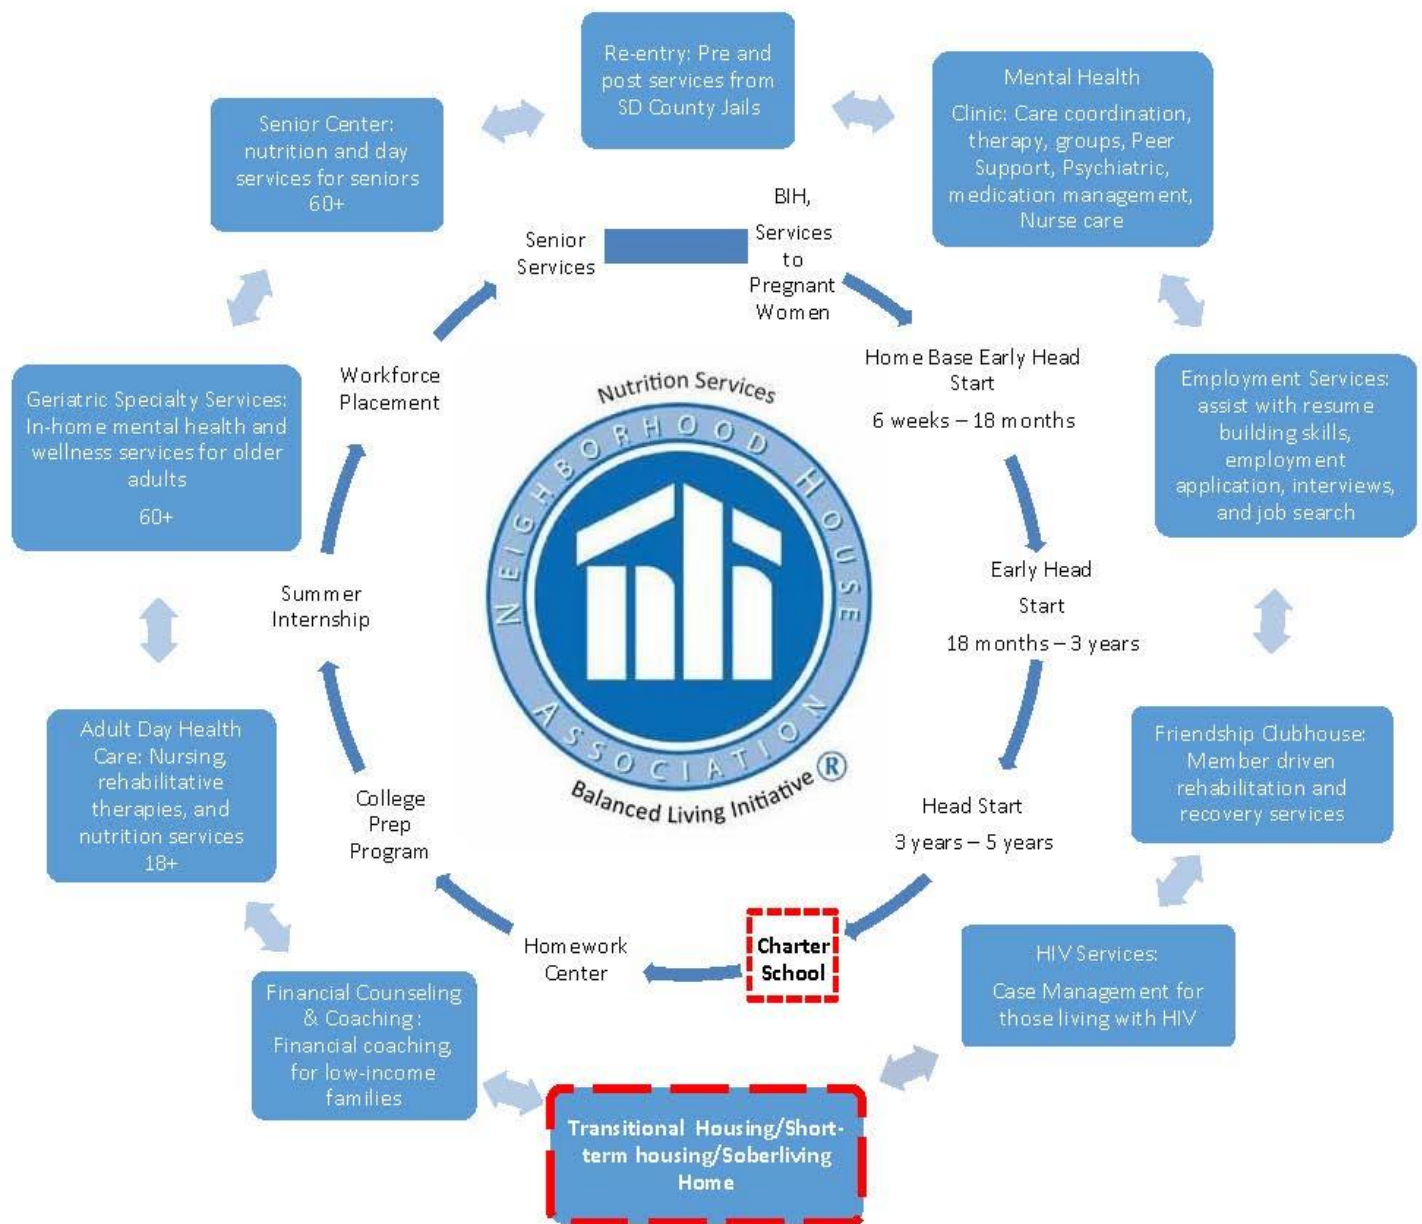 Re-entry: Pre and
post services from
SD County Jails
Mental Health
Clinic: Care coordination,
therapy, groups, Peer
Support, Psychiatric,
medication management,
Nurse care
Employment Services:
assist with resume
building skills,
employment
application, interviews,
and job search
Friendship Clubhouse:
Member driven
rehabilitation and
recovery services
HIV Services:
Case Management for
those living with HIV
Transitional Housing/Short-
term housing/Soberliving
Home
Financial Counseling
& Coaching:
Financial coaching,
for low-income
families
Adult Day Health
Care: Nursing,
rehabilitative
therapies, and
nutrition services
18+
Geriatric Specialty Services:
In-home mental health and
wellness services for older
adults
60+
Senior Center:
nutrition and day
services for seniors
60+
BIH,
Services
to
Pregnant
Women
Home Base Early Head
Start
6 weeks – 18 months
Early Head
Start
18 months – 3 years
Head Start
3 years – 5 years
Charter
School
Homework
Center
College
Prep
Program
Summer
Internship
Workforce
Placement
Senior
Services
Nutrition Services
NEIGHBORHOOD HOUSE
ASSOCIATION
nhi
Balanced Living Initiative ®